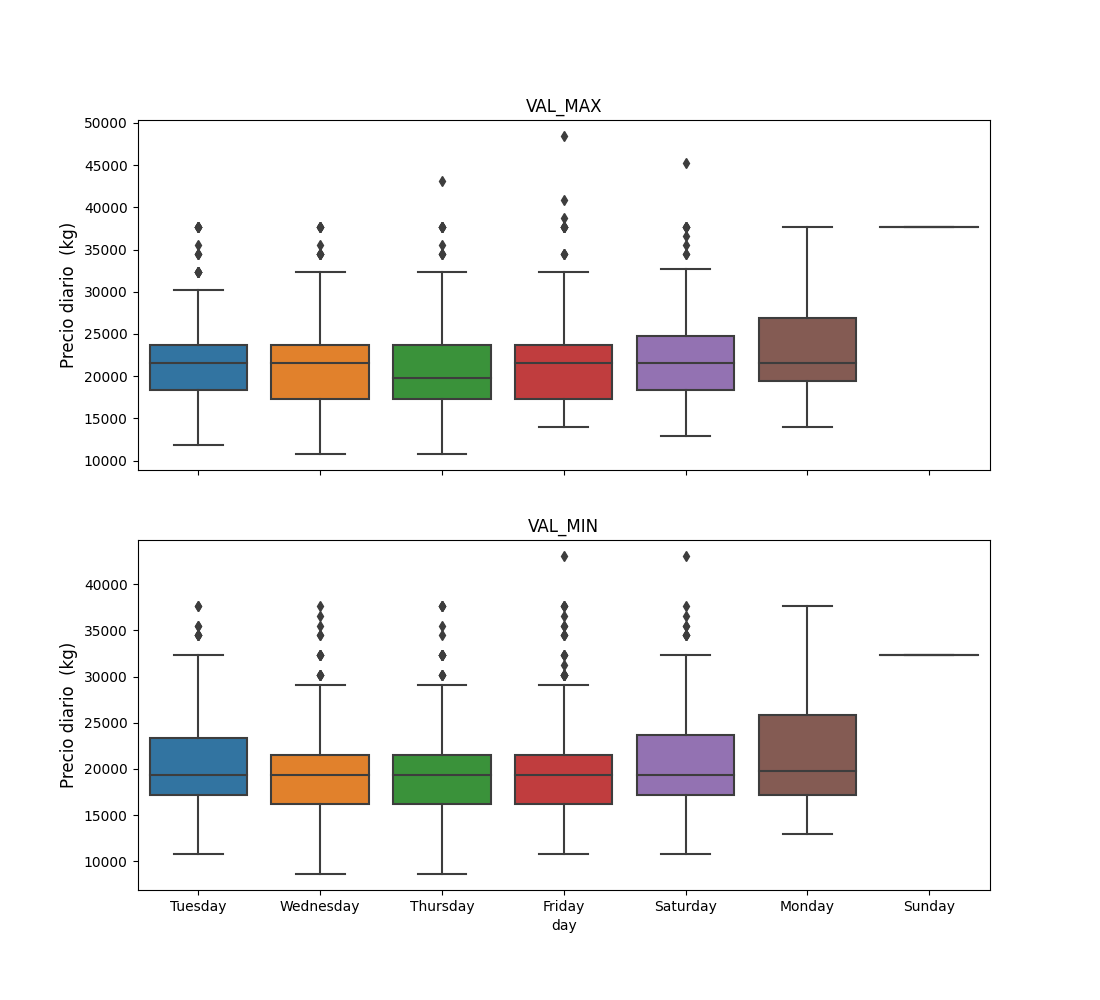 VAL_MAX
50000
45000
40000
35000
30000
25000
20000
15000
10000
Precio diario  (kg)
VAL_MIN
40000
35000
30000
25000
20000
15000
10000
Precio diario  (kg)
Tuesday Wednesday Thursday Friday Saturday Monday Sunday
day